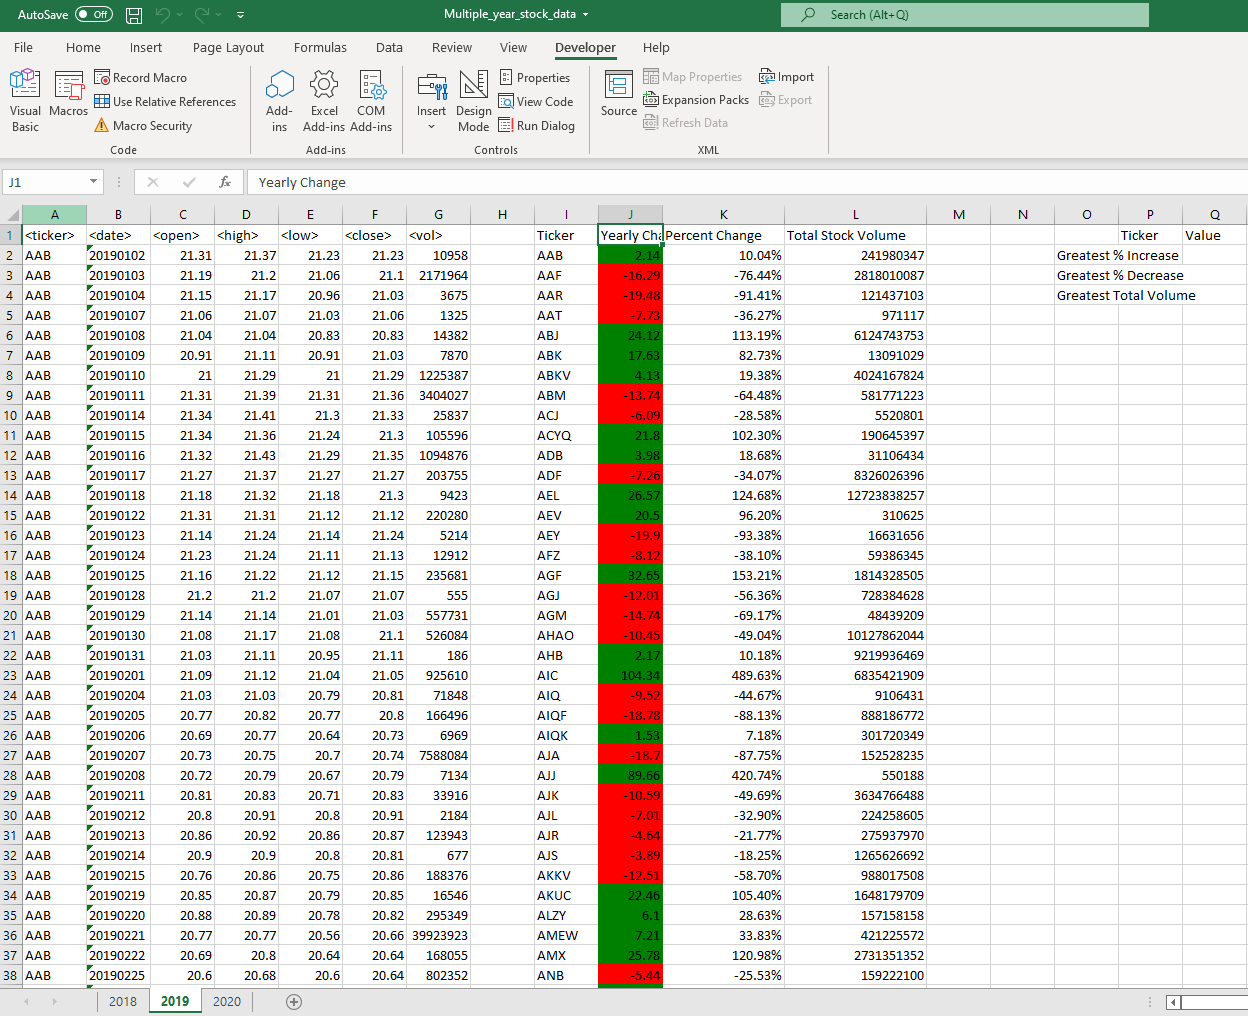 AutoSave Off Multiple_year_stock_data Search (Alt+Q)
File Home Insert Page Layout Formulas Data Review View Developer Help
Visual Basic Macros Record Macro Use Relative References Macro Security Code
Add-ins Excel Add-ins COM Add-ins Add-ins
Insert Design Mode Properties View Code Run Dialog Controls
Source Map Properties Expansion Packs Refresh Data Import Export XML
J1 fx Yearly Change
A B C D E F G H I J K L M N O P Q
1 <ticker> <date> <open> <high> <low> <close> <vol> Ticker Yearly Cha Percent Change Total Stock Volume Ticker Value
2 AAB 20190102 21.31 21.37 21.23 21.23 10958 AAB 2.14 10.04% 241980347 Greatest % Increase
3 AAB 20190103 21.19 21.2 21.06 21.1 2171964 AAF -16.29 -76.44% 2818010087 Greatest % Decrease
4 AAB 20190104 21.15 21.17 20.96 21.03 3675 AAR -19.48 -91.41% 121437103 Greatest Total Volume
5 AAB 20190107 21.06 21.07 21.03 21.06 1325 AAT -7.73 -36.27% 971117
6 AAB 20190108 21.04 21.04 20.83 20.83 14382 ABJ 24.12 113.19% 6124743753
7 AAB 20190109 20.91 21.11 20.91 21.03 7870 ABK 17.63 82.73% 13091029
8 AAB 20190110 21 21.29 21 21.29 1225387 ABKV 4.13 19.38% 4024167824
9 AAB 20190111 21.31 21.39 21.31 21.36 3404027 ABM -13.74 -64.48% 581771223
10 AAB 20190114 21.34 21.41 21.3 21.33 25837 ACJ -6.09 -28.58% 5520801
11 AAB 20190115 21.34 21.36 21.24 21.3 105596 ACYQ 21.8 102.30% 190645397
12 AAB 20190116 21.32 21.43 21.29 21.35 1094876 ADB 3.98 18.68% 31106434
13 AAB 20190117 21.27 21.37 21.27 21.27 203755 ADF -7.26 -34.07% 8326026396
14 AAB 20190118 21.18 21.32 21.18 21.3 9423 AEL 26.57 124.68% 12723838257
15 AAB 20190122 21.31 21.31 21.12 21.12 220280 AEV 20.5 96.20% 310625
16 AAB 20190123 21.14 21.24 21.14 21.24 5214 AEY -19.9 -93.38% 16631656
17 AAB 20190124 21.23 21.24 21.11 21.13 12912 AFZ -8.12 -38.10% 59386345
18 AAB 20190125 21.16 21.22 21.12 21.15 235681 AGF 32.65 153.21% 1814328505
19 AAB 20190128 21.2 21.2 21.07 21.07 555 AGJ -12.01 -56.36% 728384628
20 AAB 20190129 21.14 21.14 21.01 21.03 557731 AGM -14.74 -69.17% 48439209
21 AAB 20190130 21.08 21.17 21.08 21.1 526084 AHAO -10.45 -49.04% 10127862044
22 AAB 20190131 21.03 21.11 20.95 21.11 186 AHB 2.17 10.18% 9219936469
23 AAB 20190201 21.09 21.12 21.04 21.05 925610 AIC 104.34 489.63% 6835421909
24 AAB 20190204 21.03 21.03 20.79 20.81 71848 AIQ -9.52 -44.67% 9106431
25 AAB 20190205 20.77 20.82 20.77 20.8 166496 AIQF -18.78 -88.13% 888186772
26 AAB 20190206 20.69 20.77 20.64 20.73 6969 AIQK 1.53 7.18% 301720349
27 AAB 20190207 20.73 20.75 20.7 20.74 7588084 AJA -18.7 -87.75% 152528235
28 AAB 20190208 20.72 20.79 20.67 20.79 7134 AJJ 89.66 420.74% 550188
29 AAB 20190211 20.81 20.83 20.71 20.83 33916 AJK -10.59 -49.69% 3634766488
30 AAB 20190212 20.8 20.91 20.8 20.91 2184 AJL -7.01 -32.90% 224258605
31 AAB 20190213 20.86 20.92 20.86 20.87 123943 AJR -4.64 -21.77% 275937970
32 AAB 20190214 20.9 20.9 20.8 20.81 677 AJS -3.89 -18.25% 1265626692
33 AAB 20190215 20.76 20.86 20.75 20.86 188376 AKKV -12.51 -58.70% 988017508
34 AAB 20190219 20.85 20.87 20.79 20.85 16546 AKUC 22.46 105.40% 1648179709
35 AAB 20190220 20.88 20.89 20.78 20.82 295349 ALZY 6.1 28.63% 157158158
36 AAB 20190221 20.77 20.77 20.56 20.66 39923923 AMEW 7.21 33.83% 421225572
37 AAB 20190222 20.69 20.8 20.64 20.64 168055 AMX 25.78 120.98% 2731351352
38 AAB 20190225 20.6 20.68 20.6 20.64 802352 ANB -5.44 -25.53% 159222100
2018 2019 2020